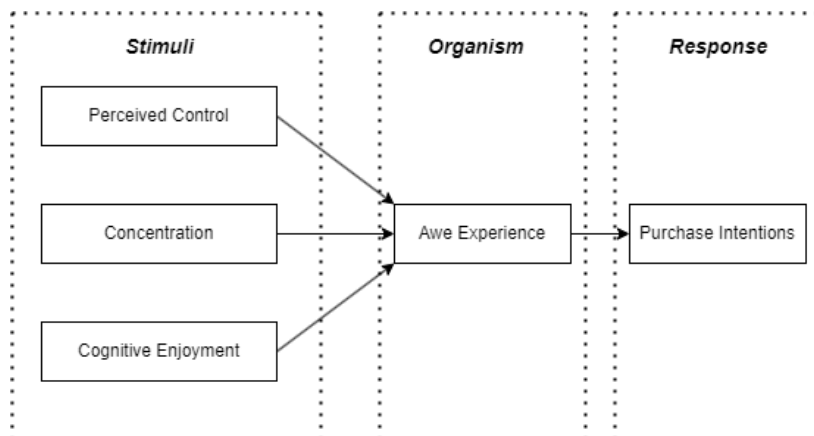 Stimuli
Organism
Response
Perceived Control
Concentration
Awe Experience
Purchase Intentions
Cognitive Enjoyment